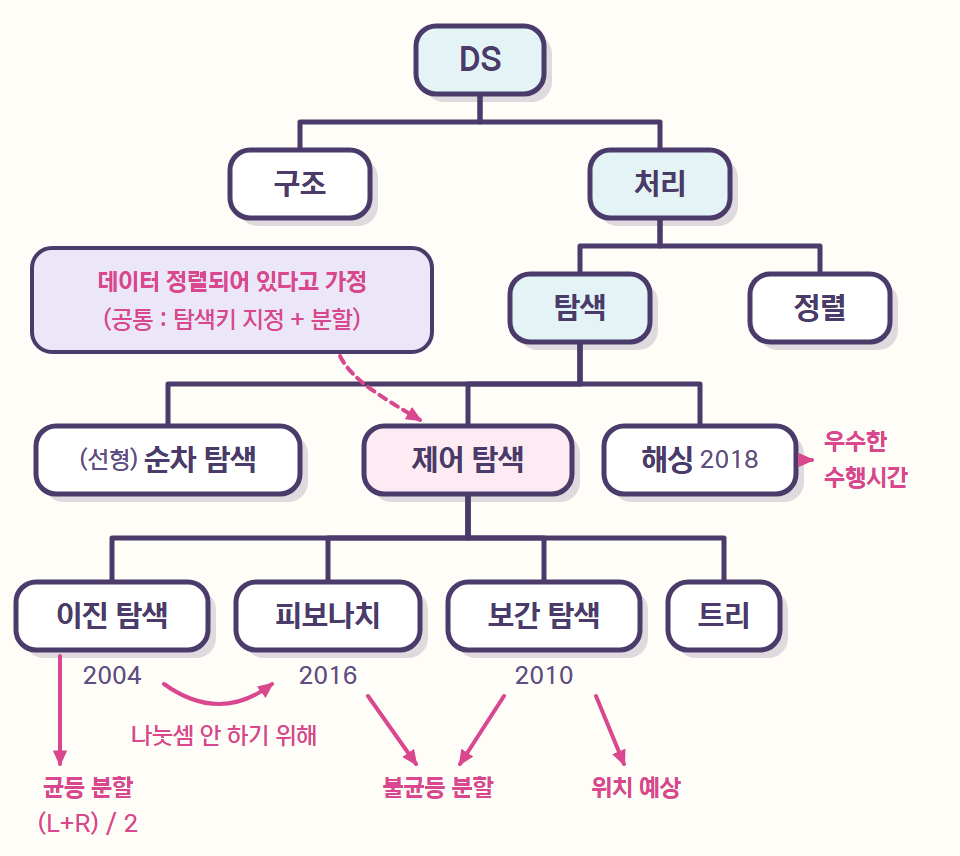 DS
구조
처리
데이터 정렬되어 있다고 가정
(공통 : 탐색키 지정 + 분할)
탐색
정렬
(선형) 순차 탐색
제어 탐색
해싱 2018
우수한
수행시간
이진 탐색
피보나치
보간 탐색
트리
2004
2016
2010
나눗셈 안 하기 위해
균등 분할
(L+R) / 2
불균등 분할
위치 예상